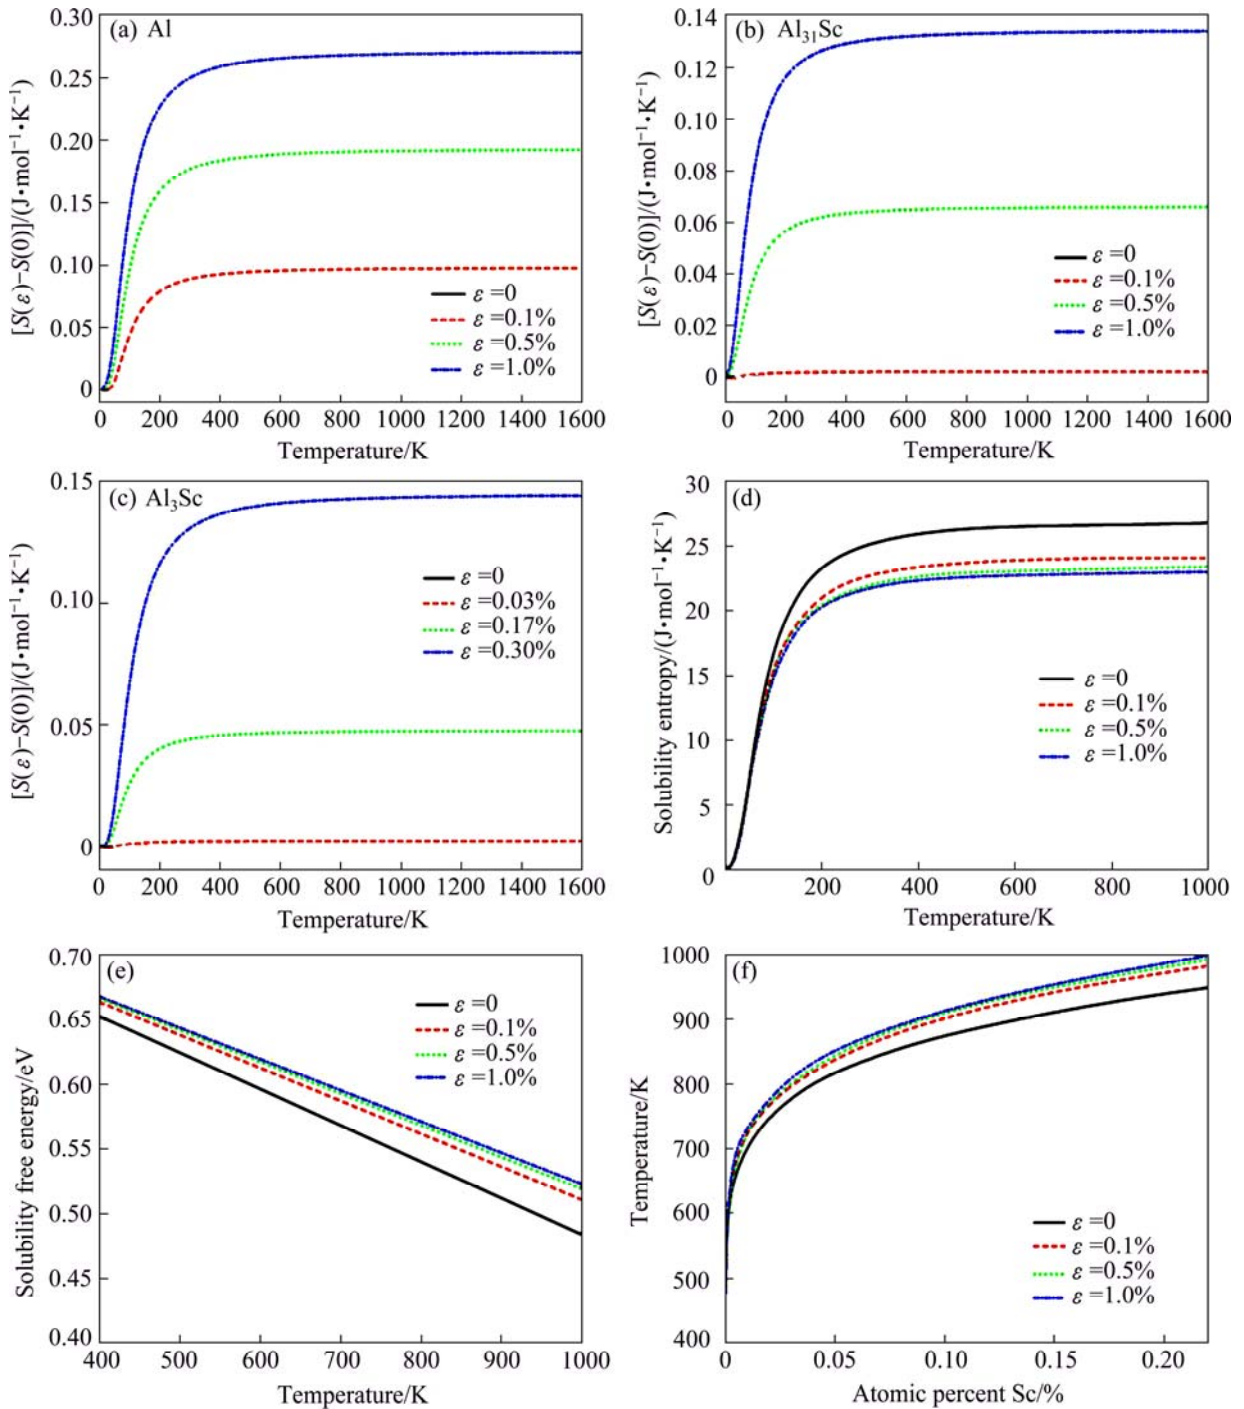 (a) Al
[S(ε)−S(0)]/(J•mol⁻¹•K⁻¹)
0.30
0.25
0.20
0.15
0.10
0.05
0
ε =0
ε =0.1%
ε =0.5%
ε =1.0%
0 200 400 600 800 1000 1200 1400 1600
Temperature/K
(b) Al₃₁Sc
[S(ε)−S(0)]/(J•mol⁻¹•K⁻¹)
0.14
0.12
0.10
0.08
0.06
0.04
0.02
0
ε=0
ε=0.1%
ε=0.5%
ε=1.0%
0 200 400 600 800 1000 1200 1400 1600
Temperature/K
(c) Al₃Sc
[S(ε)−S(0)]/(J•mol⁻¹•K⁻¹)
0.15
0.10
0.05
0
ε =0
ε =0.03%
ε =0.17%
ε =0.30%
0 200 400 600 800 1000 1200 1400 1600
Temperature/K
(d)
Solubility entropy/(J•mol⁻¹•K⁻¹)
30
25
20
15
10
5
0
ε =0
ε =0.1%
ε =0.5%
ε =1.0%
200 400 600 800 1000
Temperature/K
(e)
Solubility free energy/eV
0.70
0.65
0.60
0.55
0.50
0.45
0.40
ε =0
ε =0.1%
ε =0.5%
ε =1.0%
400 500 600 700 800 900 1000
Temperature/K
(f)
Temperature/K
1000
900
800
700
600
500
400
ε =0
ε =0.1%
ε =0.5%
ε =1.0%
0 0.05 0.10 0.15 0.20
Atomic percent Sc/%